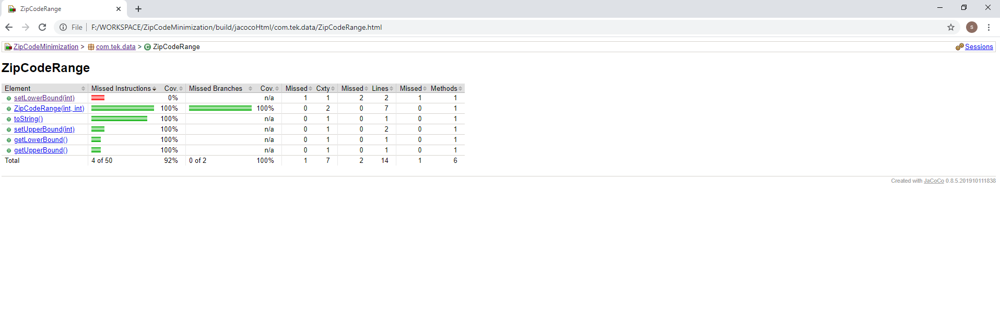 ZipCodeRange
File F:/WORKSPACE/ZipCodeMinimization/build/jacocoHtml/com.tek.data/ZipCodeRange.html S
ZipCodeMinimization > com.tek.data > C ZipCodeRange Sessions
ZipCodeRange
Element Missed Instructions Cov. Missed Branches Cov. Missed Cxty Missed Lines Missed Methods
setLowerBound(int) 0% n/a 1 1 2 2 1 1
ZipCodeRange(int, int) 100% 100% 0 2 0 7 0 1
toString() 100% n/a 0 1 0 1 0 1
setUpperBound(int) 100% n/a 0 1 0 2 0 1
getLowerBound() 100% n/a 0 1 0 1 0 1
getUpperBound() 100% n/a 0 1 0 1 0 1
Total 4 of 50 92% 0 of 2 100% 1 7 2 14 1 6
Created with JaCoCo 0.8.5.201910111838